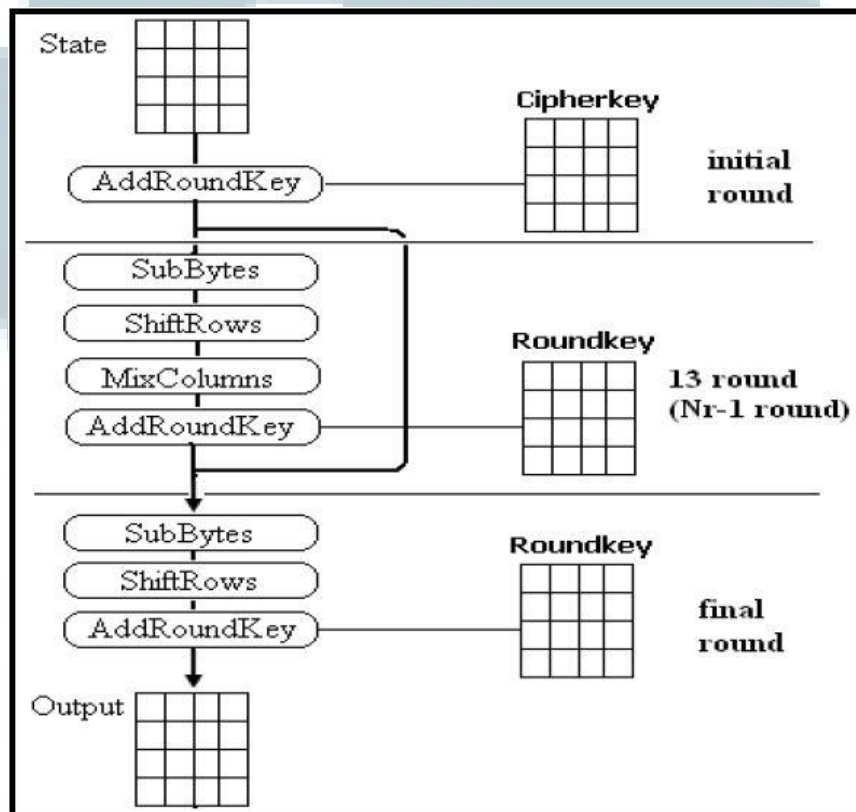 State
Cipherkey
AddRoundKey
initial
round
SubBytes
ShiftRows
MixColumns
AddRoundKey
Roundkey
13 round
(Nr-1 round)
SubBytes
ShiftRows
AddRoundKey
Roundkey
final
round
Output